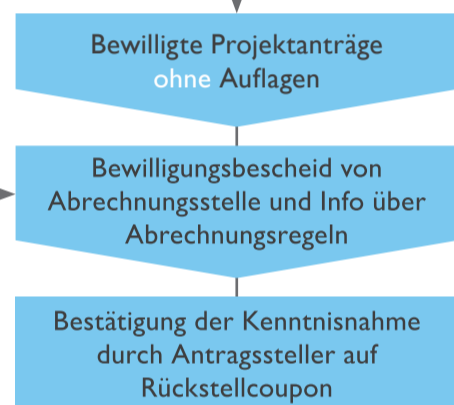 Bewilligte Projektanträge
ohne Auflagen
Bewilligungsbescheid von
Abrechnungsstelle und Info über
Abrechnungsregeln
Bestätigung der Kenntnisnahme
durch Antragssteller auf
Rückstellcoupon